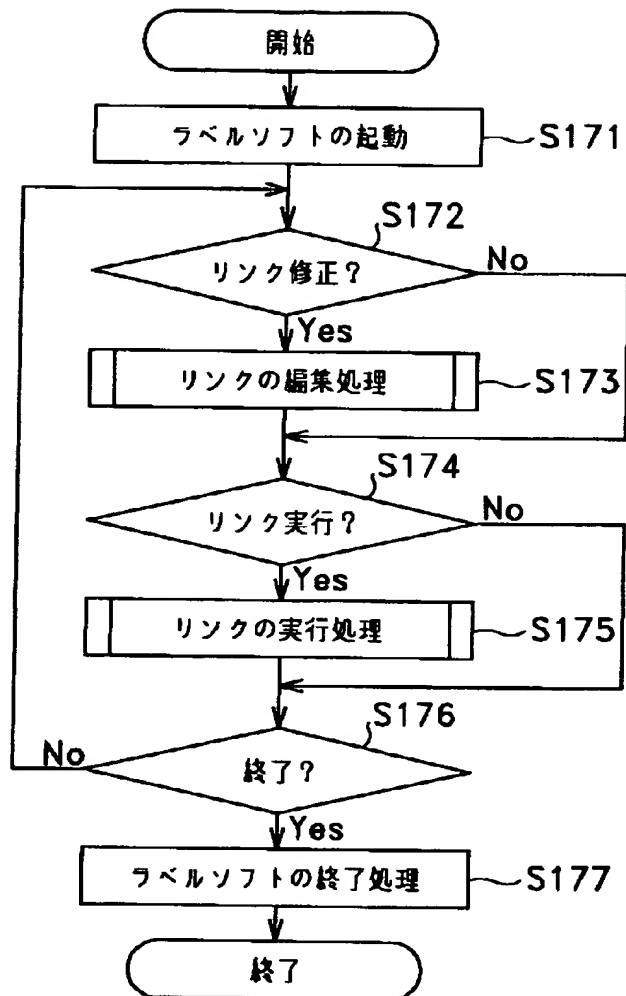 開始
ラベルソフトの起動
S171
S172
リンク修正?
No
Yes
リンクの編集処理
S173
S174
リンク実行?
No
Yes
リンクの実行処理
S175
S176
終了?
No
Yes
ラベルソフトの終了処理
S177
終了